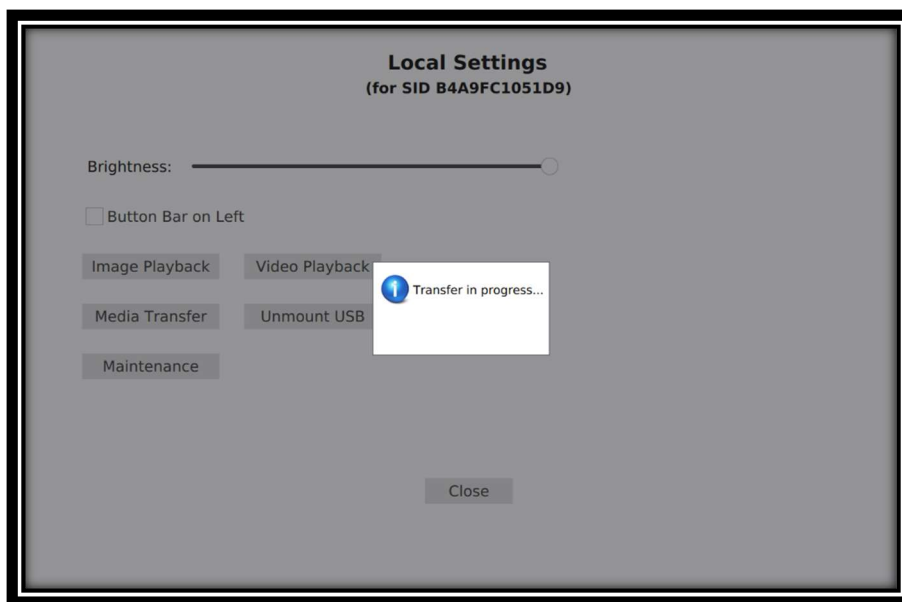 Local Settings
(for SID B4A9FC1051D9)
Brightness:
Button Bar on Left
Image Playback
Video Playback
Transfer in progress...
Media Transfer
Unmount USB
Maintenance
Close